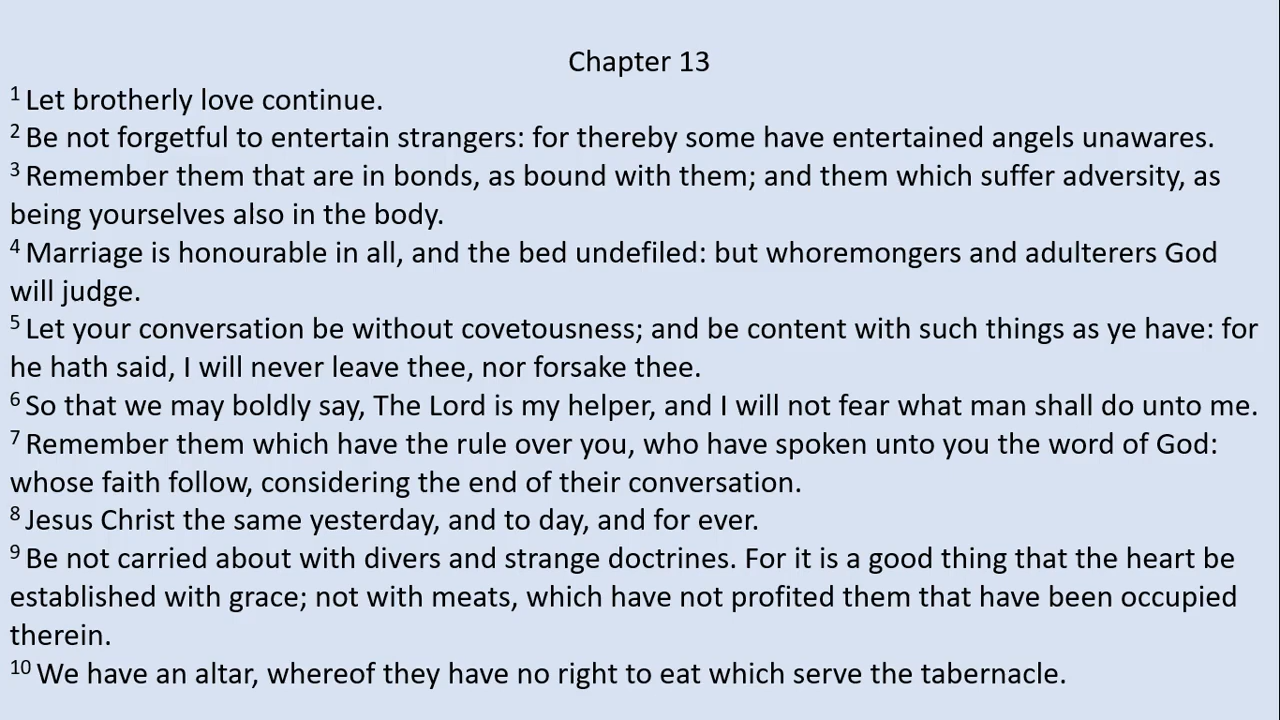 Chapter 13
1 Let brotherly love continue.
2 Be not forgetful to entertain strangers: for thereby some have entertained angels unawares.
3 Remember them that are in bonds, as bound with them; and them which suffer adversity, as
being yourselves also in the body.
4 Marriage is honourable in all, and the bed undefiled: but whoremongers and adulterers God
will judge.
5 Let your conversation be without covetousness; and be content with such things as ye have: for
he hath said, I will never leave thee, nor forsake thee.
6 So that we may boldly say, The Lord is my helper, and I will not fear what man shall do unto me.
7 Remember them which have the rule over you, who have spoken unto you the word of God:
whose faith follow, considering the end of their conversation.
8 Jesus Christ the same yesterday, and to day, and for ever.
9 Be not carried about with divers and strange doctrines. For it is a good thing that the heart be
established with grace; not with meats, which have not profited them that have been occupied
therein.
10 We have an altar, whereof they have no right to eat which serve the tabernacle.